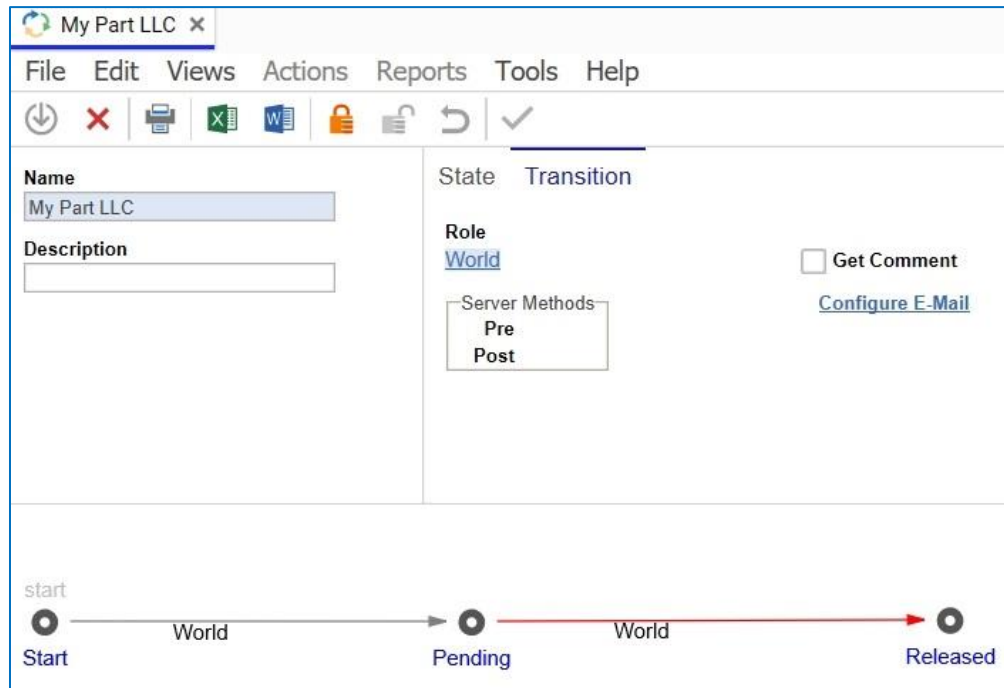 My Part LLC
File Edit Views Actions Reports Tools Help
Name
My Part LLC
Description
State Transition
Role
World
Get Comment
Configure E-Mail
Server Methods
Pre
Post
start
World
World
Start
Pending
Released